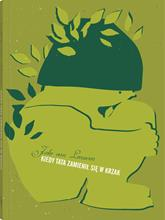 Joke van Leeuwen
KIEDY TATA ZAMIENIŁ SIĘ W KRZAK